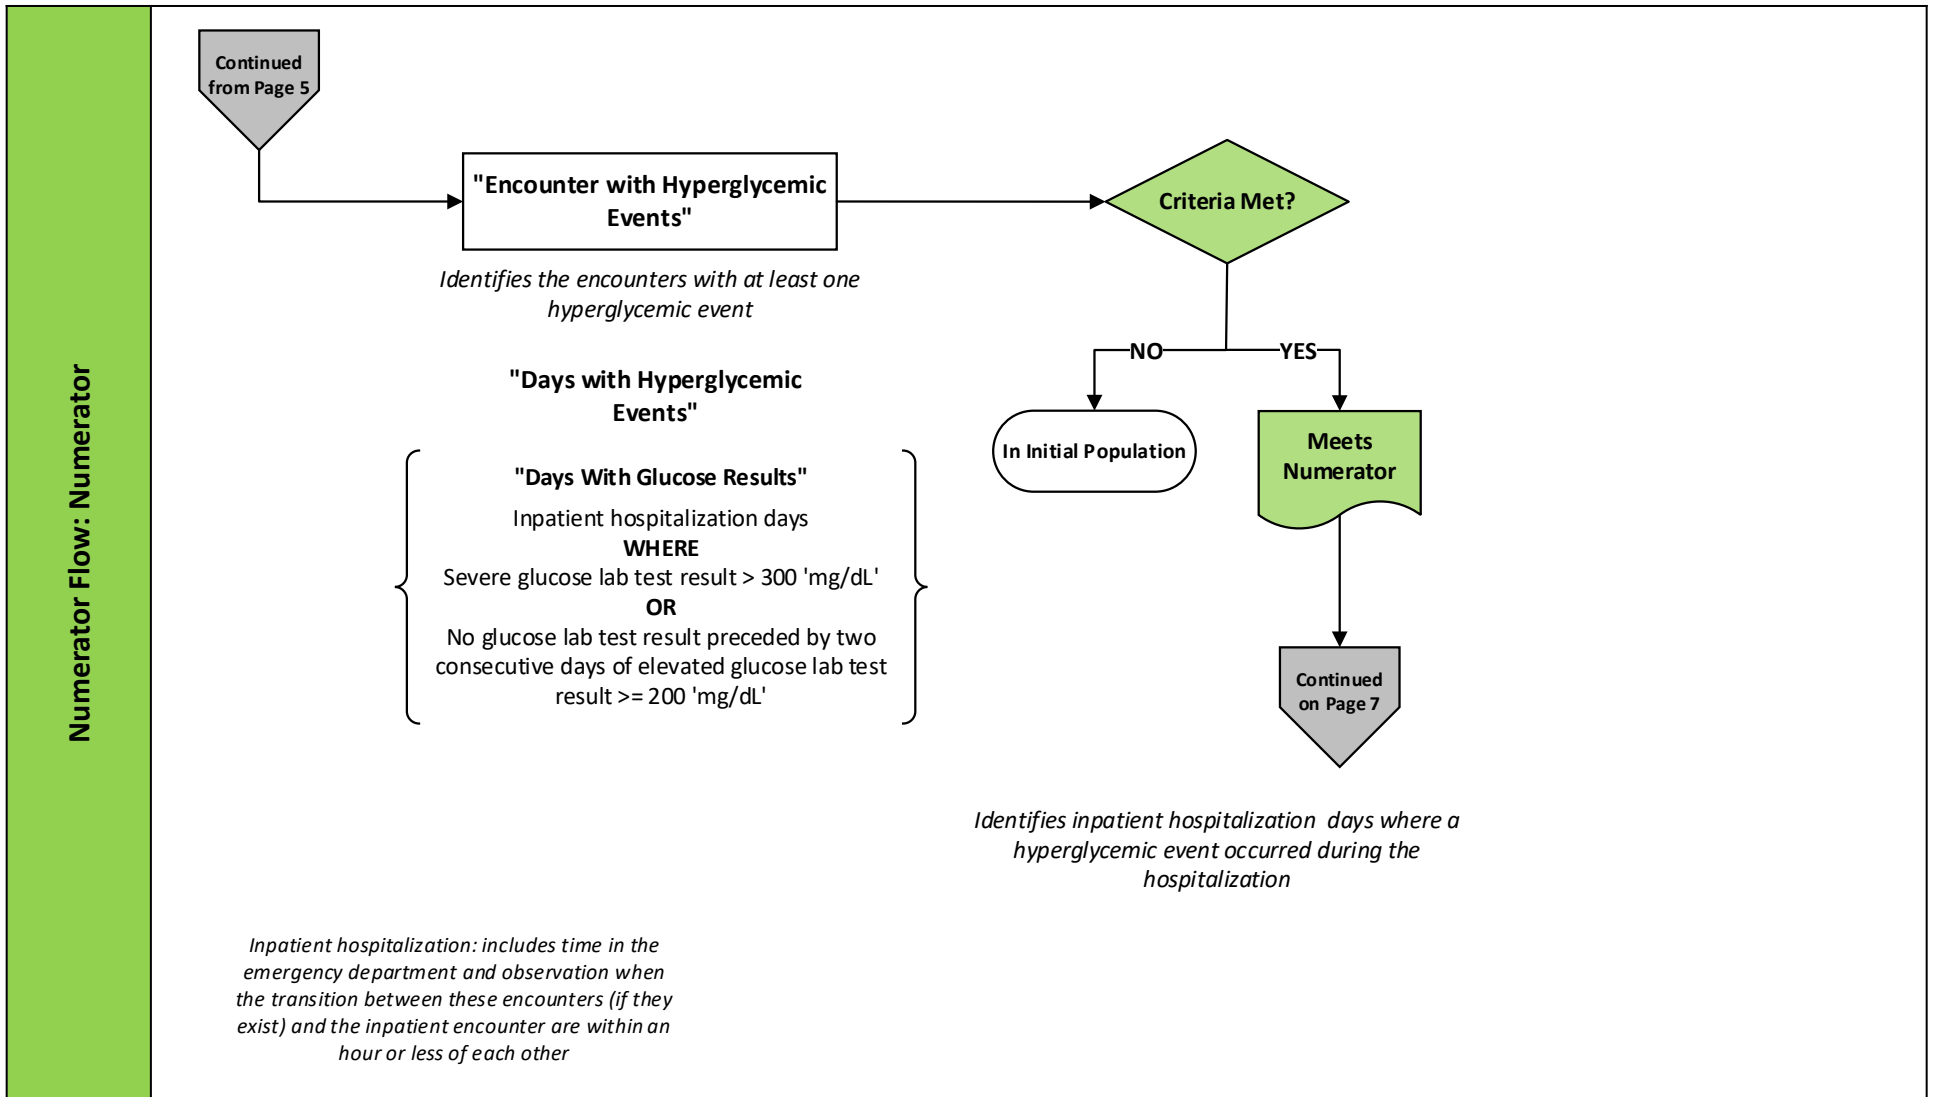 Numerator Flow: Numerator
Continued
from Page 5
"Encounter with Hyperglycemic
Events"
Identifies the encounters with at least one
hyperglycemic event
"Days with Hyperglycemic
Events"
"Days With Glucose Results"
Inpatient hospitalization days
WHERE
Severe glucose lab test result > 300 'mg/dL'
OR
No glucose lab test result preceded by two
consecutive days of elevated glucose lab test
result >= 200 'mg/dL'
Criteria Met?
NO
YES
In Initial Population
Meets
Numerator
Continued
on Page 7
Identifies inpatient hospitalization  days where a
hyperglycemic event occurred during the
hospitalization
Inpatient hospitalization: includes time in the
emergency department and observation when
the transition between these encounters (if they
exist) and the inpatient encounter are within an
hour or less of each other